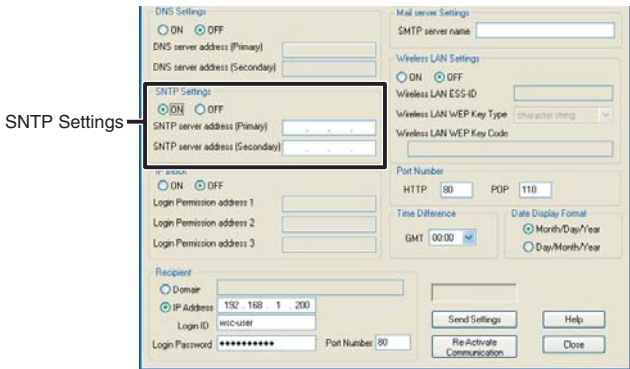 SNTP Settings
DNS Settings
ON OFF
DNS server address (Primary)
DNS server address (Secondary)
SNTP Settings
ON OFF
SNTP server address (Primary)
SNTP server address (Secondary)
IP Block
ON OFF
Login Permission address 1
Login Permission address 2
Login Permission address 3
Recipient
Domain
IP Address 192 . 168 . 1 . 200
Login ID wsc-user
Login Password ●●●●●●●●●● Port Number 80
Mail server Settings
SMTP server name
Wireless LAN Settings
ON OFF
Wireless LAN ESS-ID
Wireless LAN WEP Key Type character string
Wireless LAN WEP Key Code
Port Number
HTTP 80 POP 110
Time Difference
GMT 00:00
Date Display Format
Month/Day/Year
Day/Month/Year
Send Settings Help
Re-Activate Communication Close